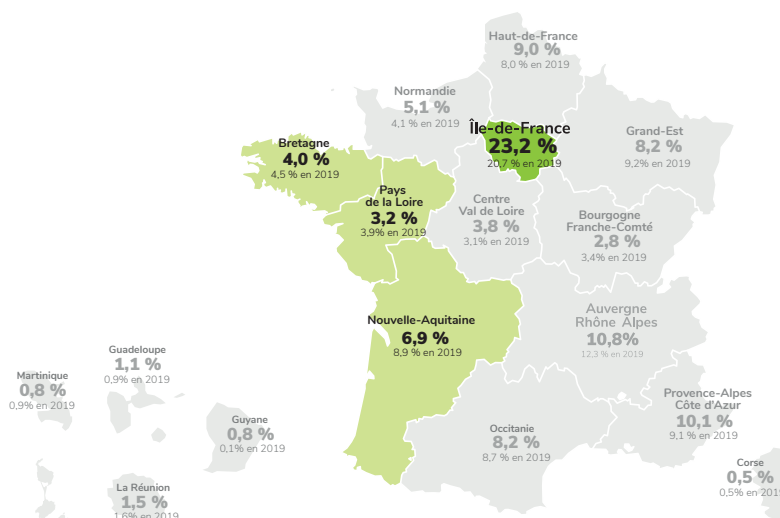 Haut-de-France
9,0 %
8,0 % en 2019
Normandie
5,1 %
4,1 % en 2019
Île-de-France
23,2 %
20,7 % en 2019
Grand-Est
8,2 %
9,2% en 2019
Bretagne
4,0 %
4,5 % en 2019
Pays
de la Loire
3,2 %
3,9% en 2019
Centre
Val de Loire
3,8 %
3,1% en 2019
Bourgogne
Franche-Comté
2,8 %
3,4% en 2019
Nouvelle-Aquitaine
6,9 %
8,9 % en 2019
Auvergne
Rhône Alpes
10,8%
12,3 % en 2019
Guadeloupe
1,1 %
0,9% en 2019
Martinique
0,8 %
0,9% en 2019
Guyane
0,8 %
0,1% en 2019
Occitanie
8,2 %
8,7 % en 2019
Provence-Alpes
Côte d'Azur
10,1 %
9,1 % en 2019
Corse
0,5 %
0,5% en 2019
La Réunion
1,5 %
1,6% en 2019